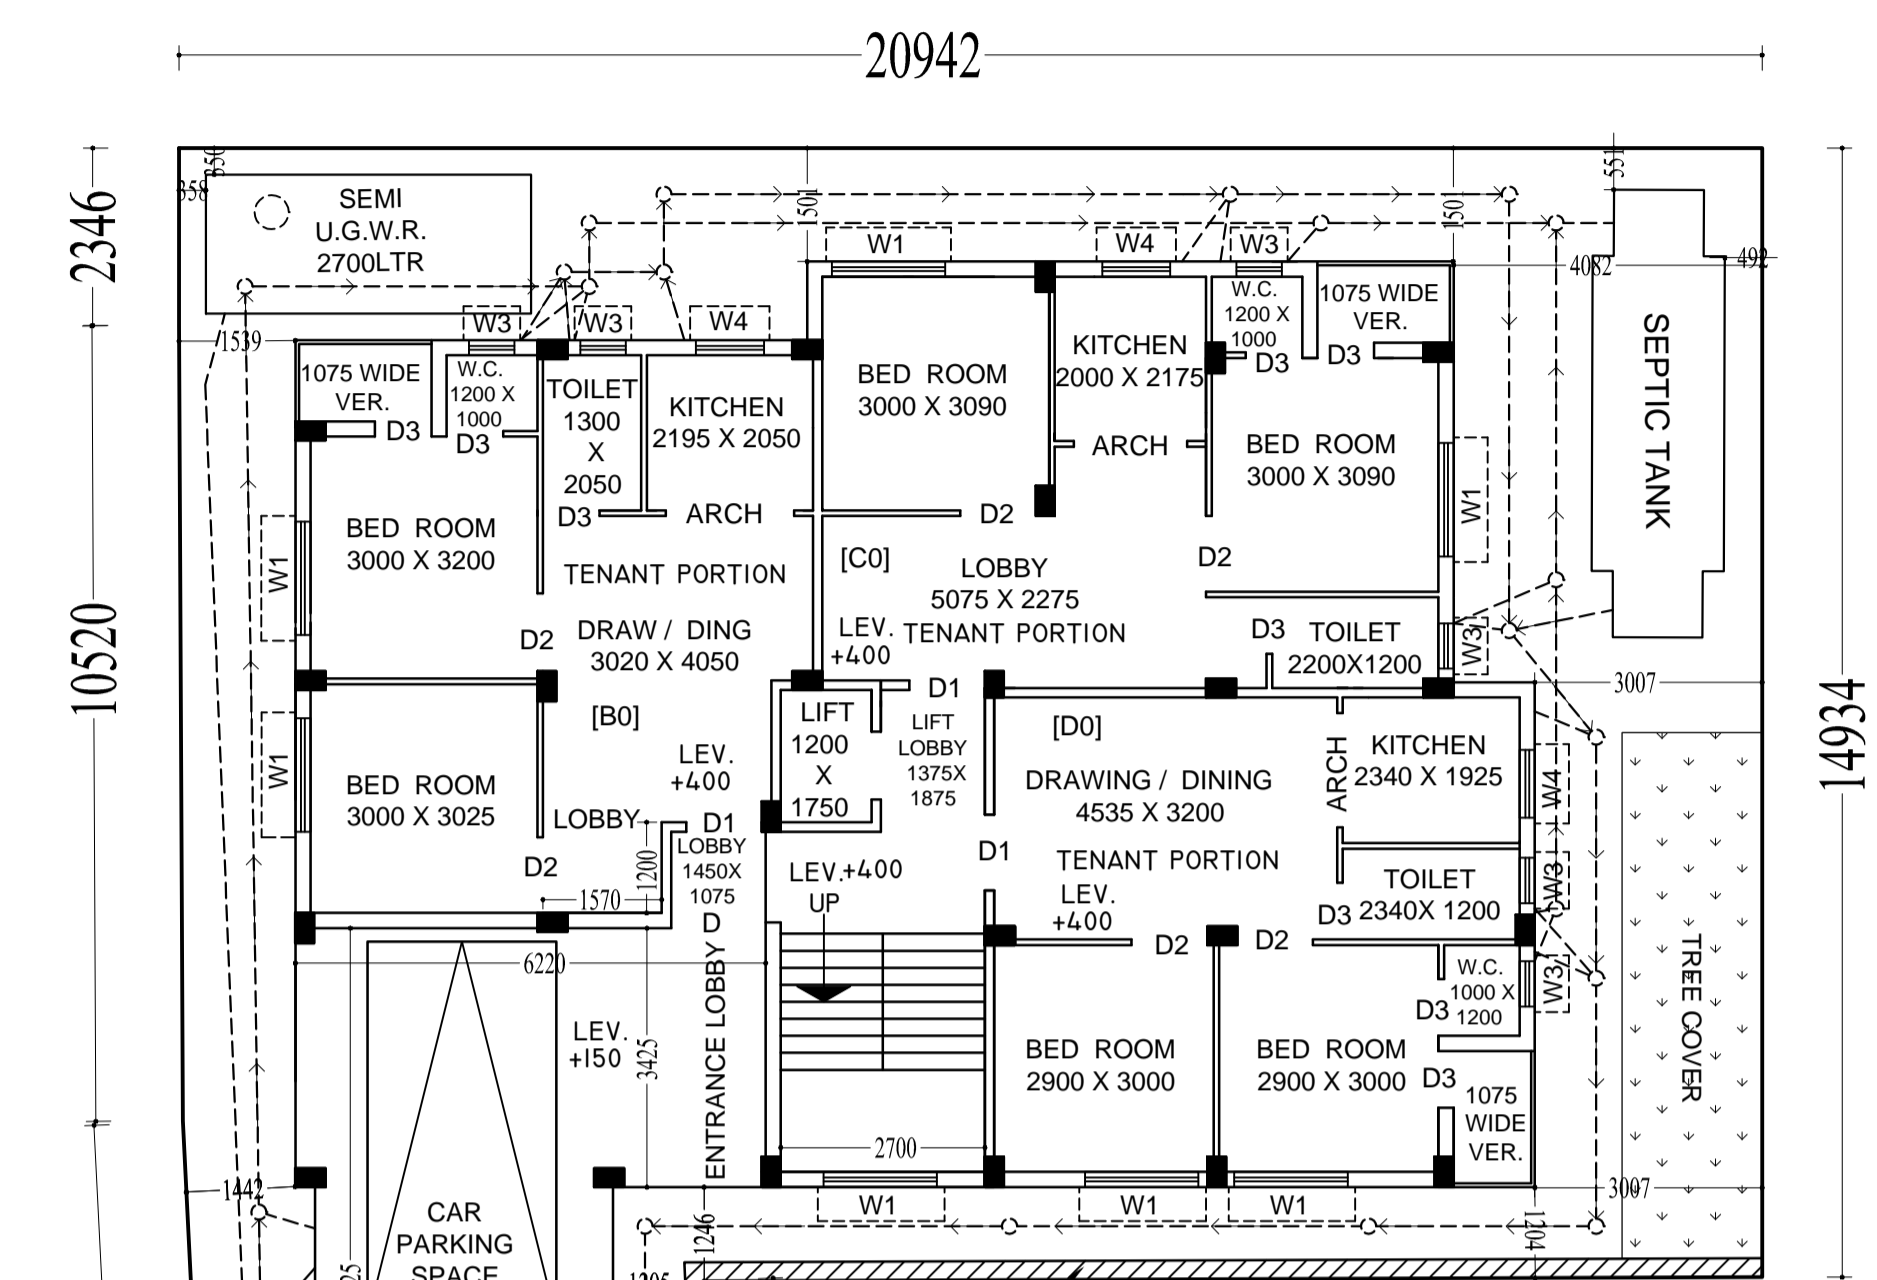 20942
2346
10520
14934
350
358
SEMI
U.G.W.R.
2700LTR
1539
1501
551
492
4082
W1
W4
W3
W3
W3
W4
1075 WIDE
VER.
W.C.
1200 X
1000
D3
D3
TOILET
1300
X
2050
D3
KITCHEN
2195 X 2050
ARCH
BED ROOM
3000 X 3090
KITCHEN
2000 X 2175
ARCH
W.C.
1200 X
1000
D3
1075 WIDE
VER.
D3
BED ROOM
3000 X 3090
SEPTIC TANK
W1
BED ROOM
3000 X 3200
W1
TENANT PORTION
D2
DRAW / DING
3020 X 4050
D2
[C0]
LOBBY
5075 X 2275
TENANT PORTION
LEV.
+400
D2
D3
TOILET
2200X1200
W3
3007
[B0]
LEV.
+400
BED ROOM
3000 X 3025
W1
LOBBY
D1
LOBBY
1450X
1075
D
D2
1570
1200
LIFT
1200
X
1750
D1
LIFT
LOBBY
1375X
1875
[D0]
DRAWING / DINING
4535 X 3200
TENANT PORTION
LEV.
+400
D1
ARCH
KITCHEN
2340 X 1925
W4
TOILET
2340X 1200
D3
W3
LEV.+400
UP
D2
D2
W.C.
1000 X
1200
D3
W3
TREE COVER
6220
LEV.
+150
3425
ENTRANCE LOBBY
2700
BED ROOM
2900 X 3000
BED ROOM
2900 X 3000
D3
1075
WIDE
VER.
1442
3007
W1
W1
W1
1246
1204
CAR
PARKING
SPACE